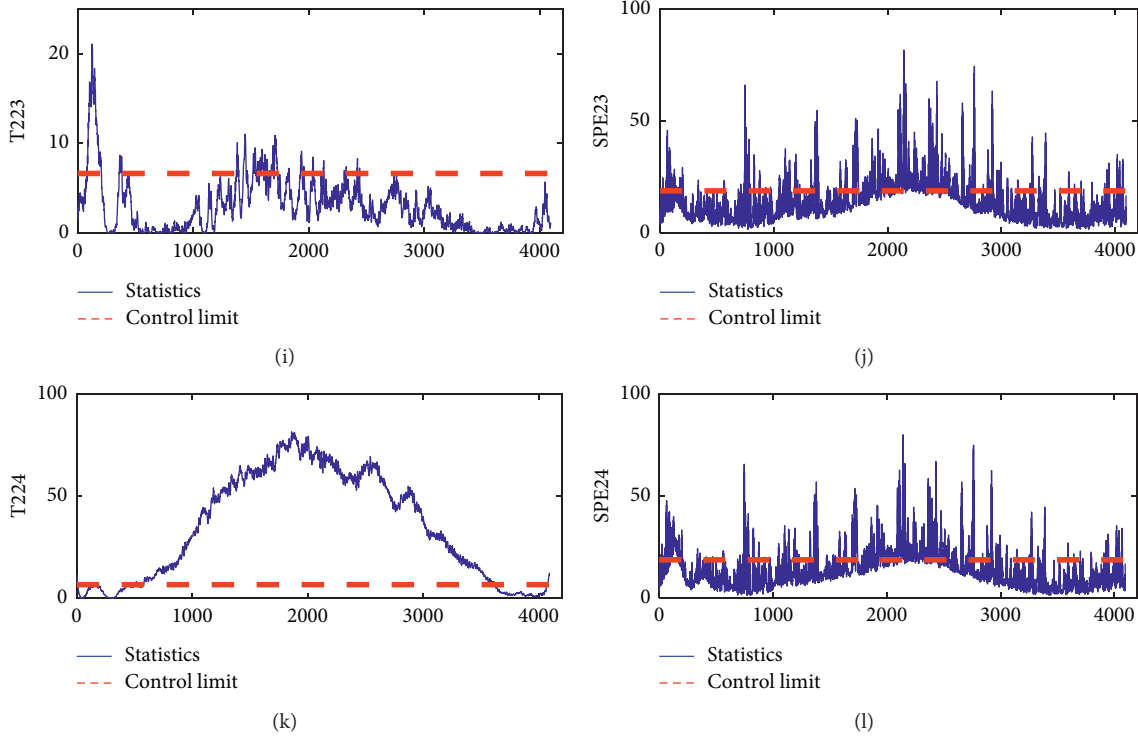 20
10
0
T223
0 1000 2000 3000 4000
Statistics
Control limit
(i)
100
50
0
SPE23
0 1000 2000 3000 4000
Statistics
Control limit
(j)
100
50
0
T224
0 1000 2000 3000 4000
Statistics
Control limit
(k)
100
50
0
SPE24
0 1000 2000 3000 4000
Statistics
Control limit
(l)